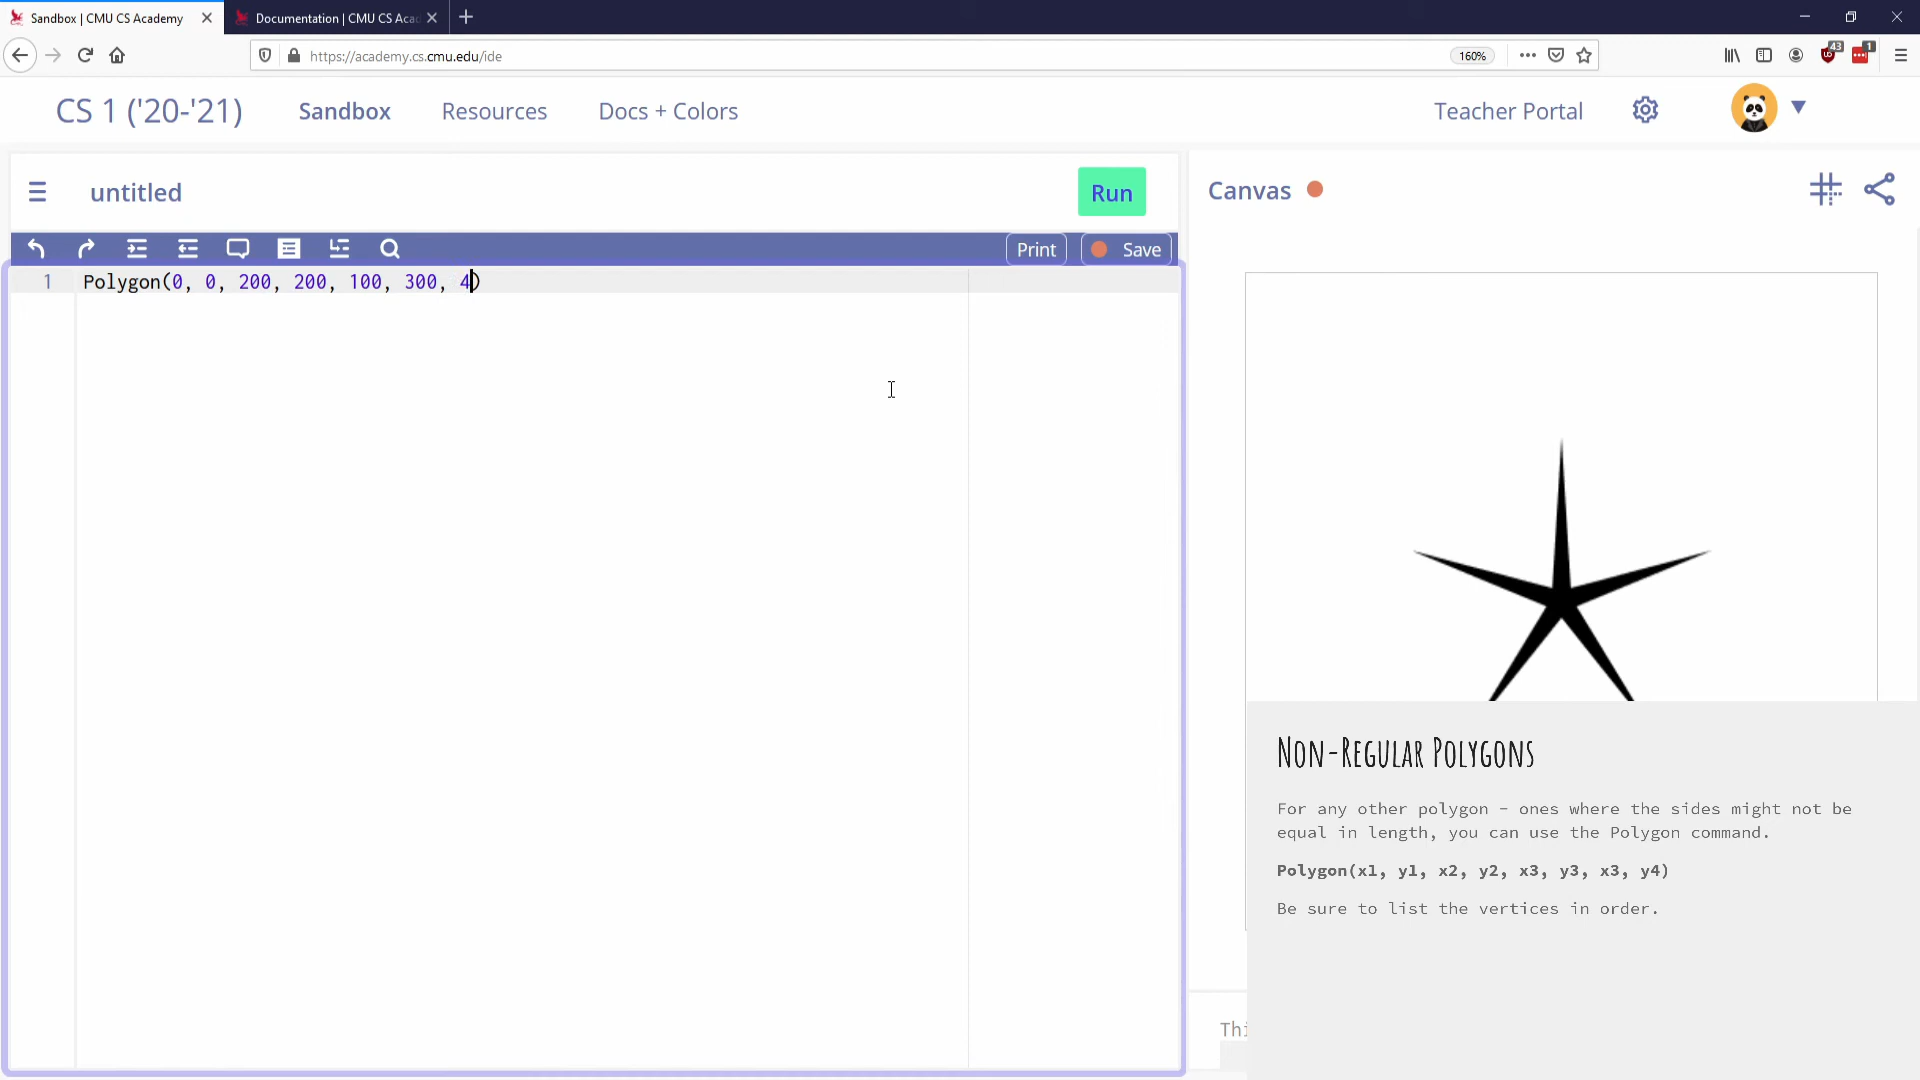 Sandbox | CMU CS Academy
Documentation | CMU CS Aca
https://academy.cs.cmu.edu/ide
160%
43
1
CS 1 ('20-'21)
Sandbox
Resources
Docs + Colors
Teacher Portal
untitled
Run
Canvas
Print
Save
1
Polygon(0, 0, 200, 200, 100, 300, 4)
Non-Regular Polygons
For any other polygon - ones where the sides might not be
equal in length, you can use the Polygon command.
Polygon(x1, y1, x2, y2, x3, y3, x3, y4)
Be sure to list the vertices in order.
Thi